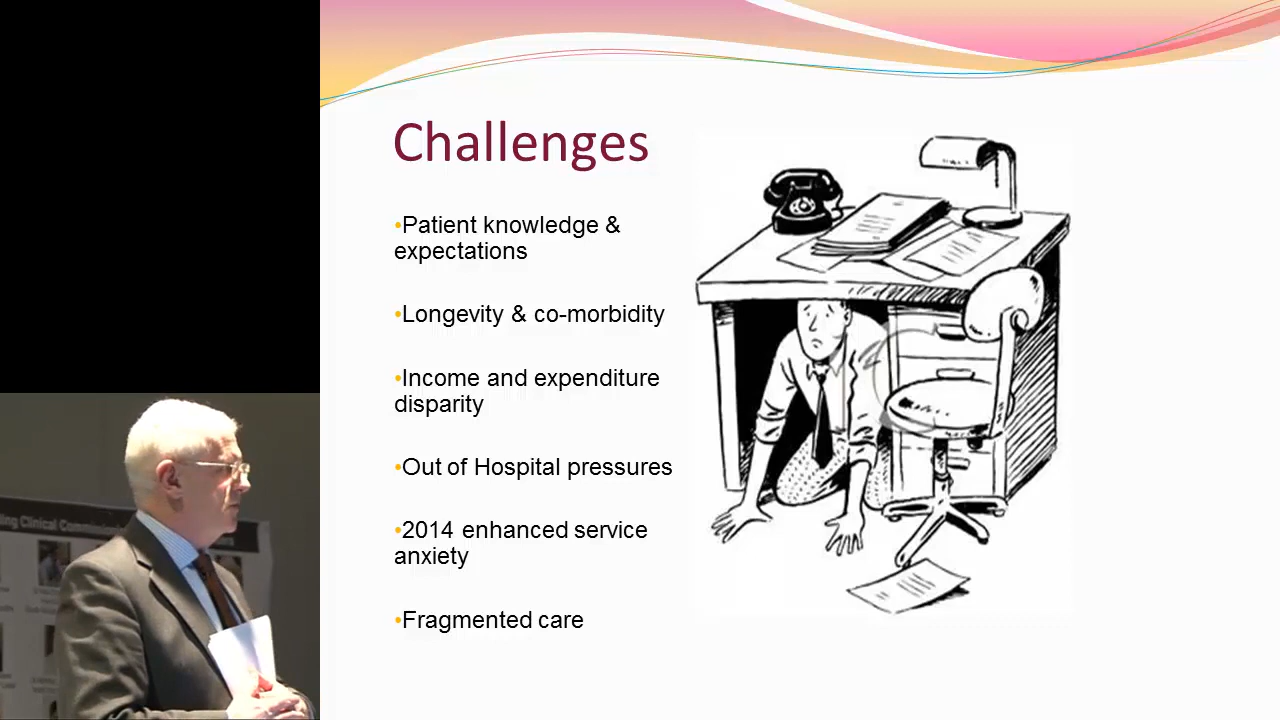 Challenges
•Patient knowledge &
expectations
•Longevity & co-morbidity
•Income and expenditure
disparity
•Out of Hospital pressures
•2014 enhanced service
anxiety
•Fragmented care
Clinical